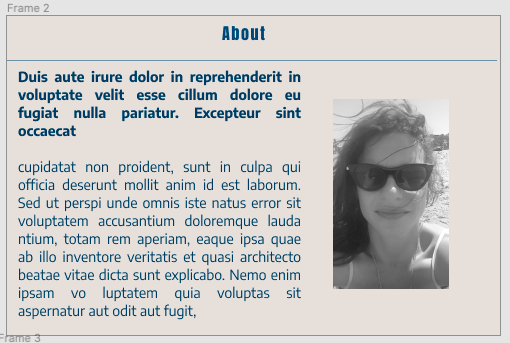 Frame 2
About
Duis aute irure dolor in reprehenderit in
voluptate velit esse cillum dolore eu
fugiat nulla pariatur. Excepteur sint
occaecat
cupidatat non proident, sunt in culpa qui
officia deserunt mollit anim id est laborum.
Sed ut perspi unde omnis iste natus error sit
voluptatem accusantium doloremque lauda
ntium, totam rem aperiam, eaque ipsa quae
ab illo inventore veritatis et quasi architecto
beatae vitae dicta sunt explicabo. Nemo enim
ipsam vo luptatem quia voluptas sit
aspernatur aut odit aut fugit,
Frame 3